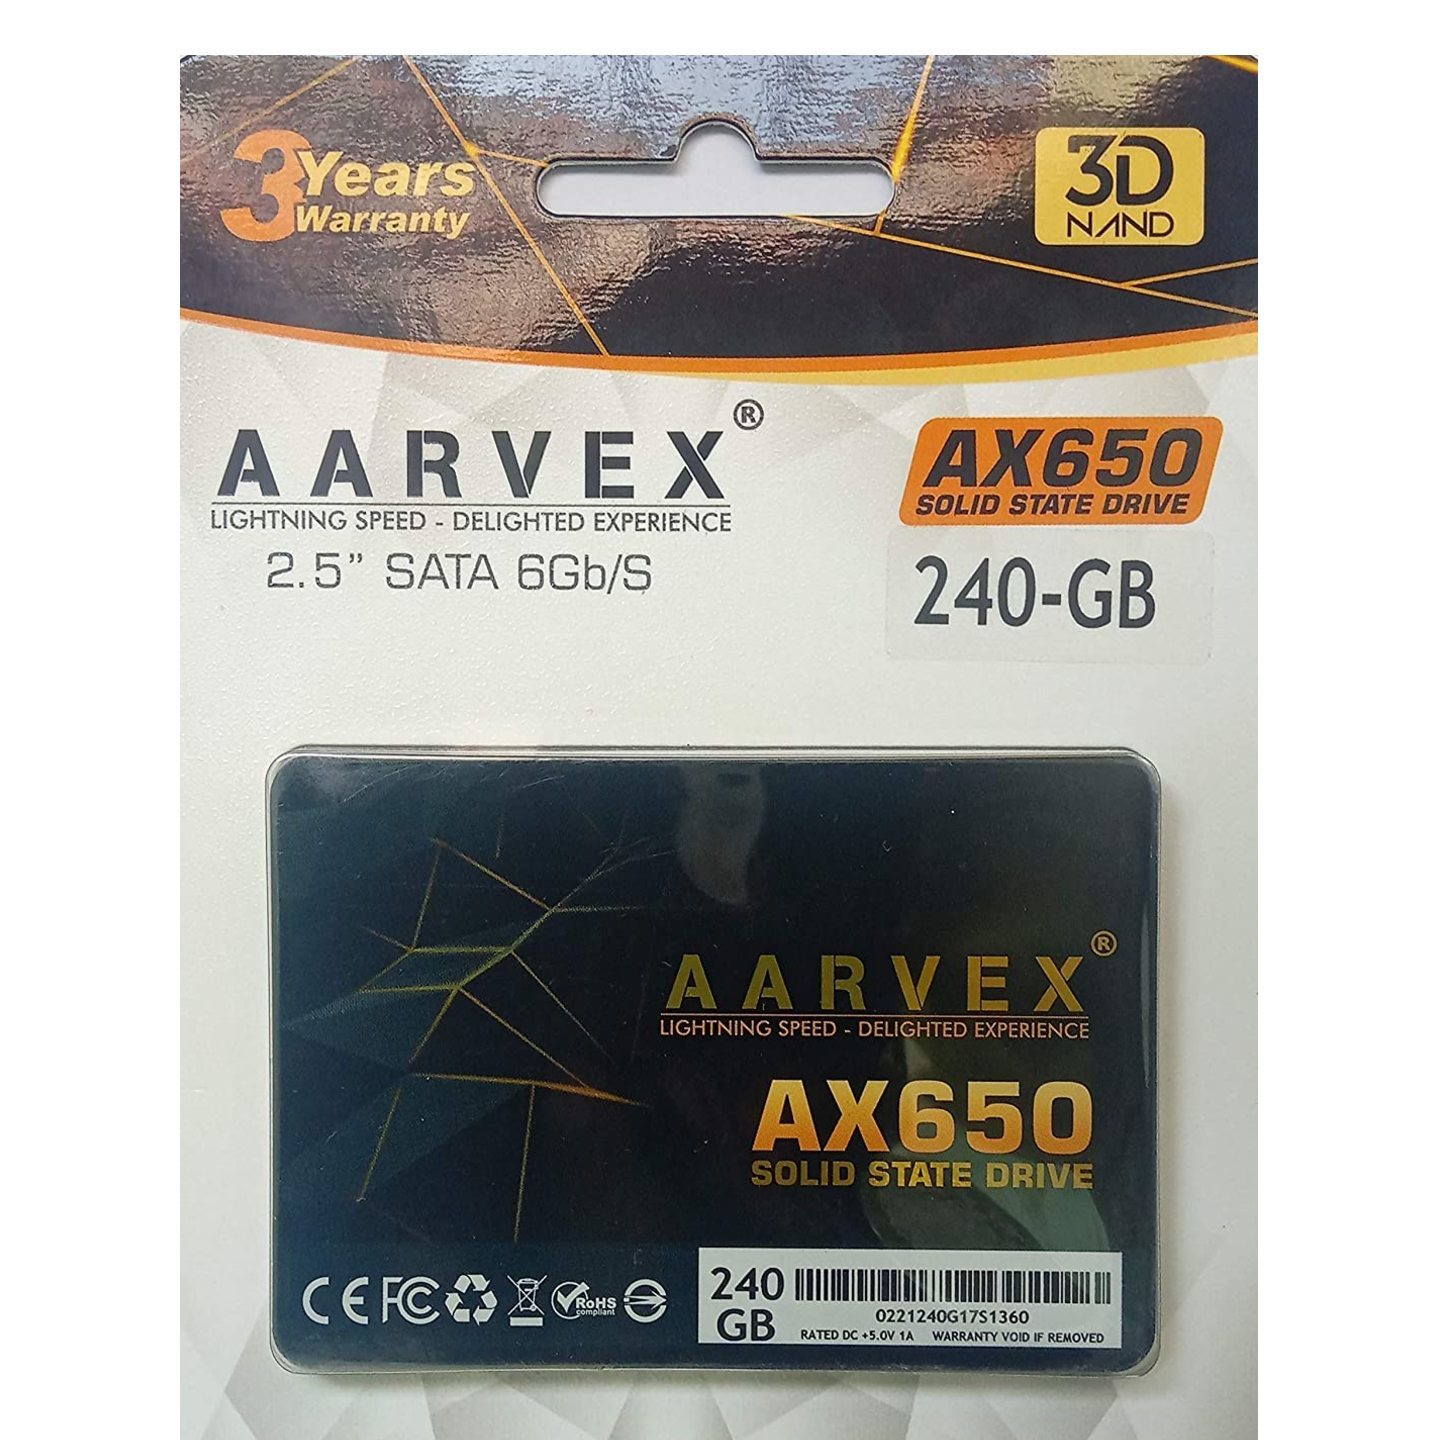 3 Years
Warranty
3D
NAND
AARVEX®
LIGHTNING SPEED - DELIGHTED EXPERIENCE
2.5” SATA 6Gb/S
AX650
SOLID STATE DRIVE
240-GB
AARVEX®
LIGHTNING SPEED - DELIGHTED EXPERIENCE
AX650
SOLID STATE DRIVE
CE FC RoHS
compliant
240
GB
0221240G17S1360
RATED DC +5.0V 1A WARRANTY VOID IF REMOVED